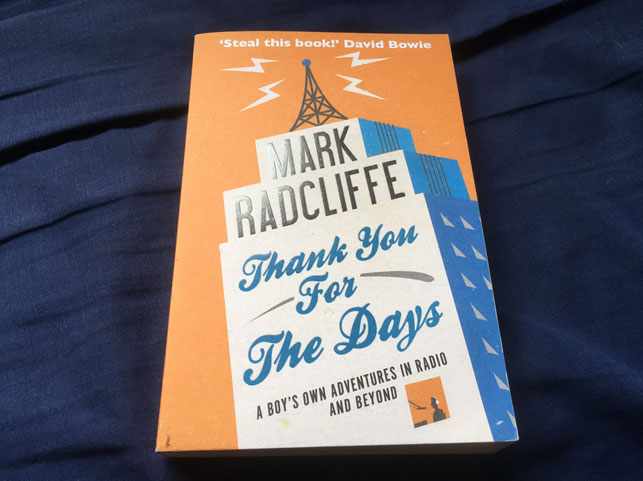 ‘Steal this book!’ David Bowie
MARK
RADCLIFFE
Thank You
For
The Days
A BOY'S OWN ADVENTURES IN RADIO
AND BEYOND